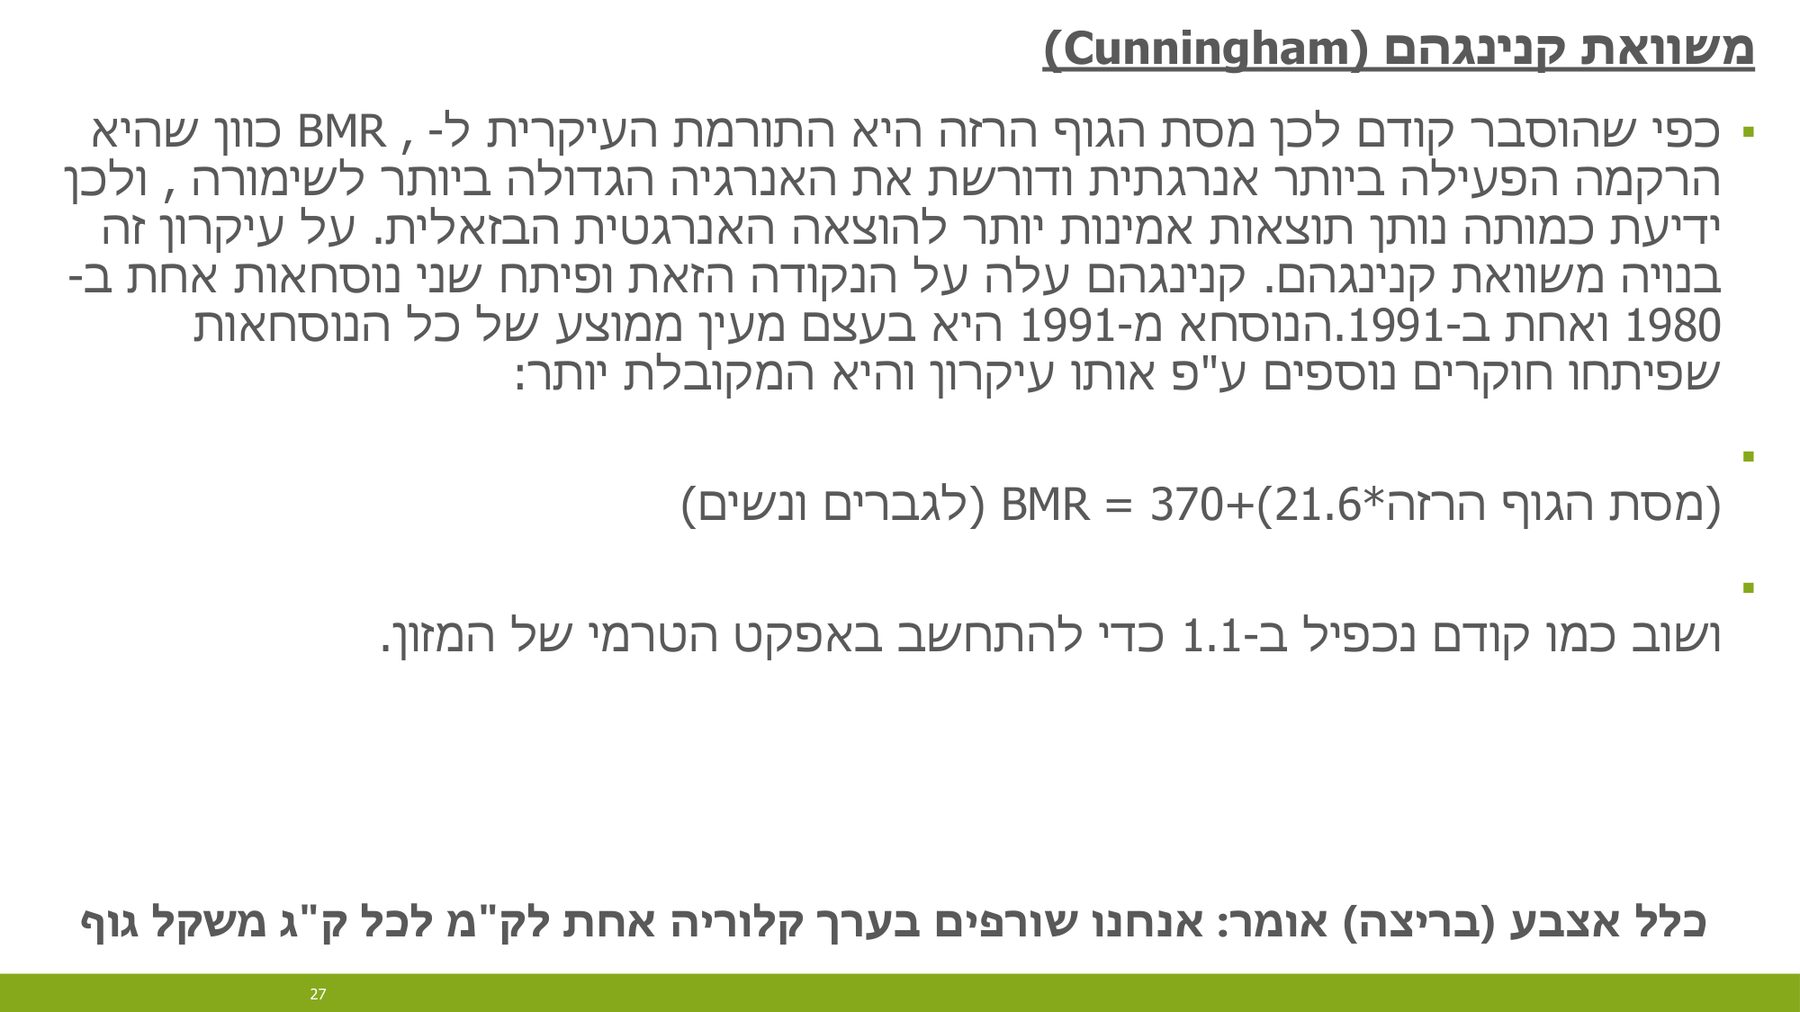 משוואת קנינגהם (Cunningham)
כפי שהוסבר קודם לכן מסת הגוף הרזה היא התורמת העיקרית ל- , BMR כוון שהיא
הרקמה הפעילה ביותר אנרגתית ודורשת את האנרגיה הגדולה ביותר לשימורה , ולכן
ידיעת כמותה נותן תוצאות אמינות יותר להוצאה האנרגטית הבזאלית. על עיקרון זה
בנויה משוואת קנינגהם. קנינגהם עלה על הנקודה הזאת ופיתח שני נוסחאות אחת ב-
1980 ואחת ב-1991.הנוסחא מ-1991 היא בעצם מעין ממוצע של כל הנוסחאות
שפיתחו חוקרים נוספים ע"פ אותו עיקרון והיא המקובלת יותר:
(מסת הגוף הרזה*21.6)+370 = BMR (לגברים ונשים)
ושוב כמו קודם נכפיל ב-1.1 כדי להתחשב באפקט הטרמי של המזון.
כלל אצבע (בריצה) אומר: אנחנו שורפים בערך קלוריה אחת לק"מ לכל ק"ג משקל גוף
27